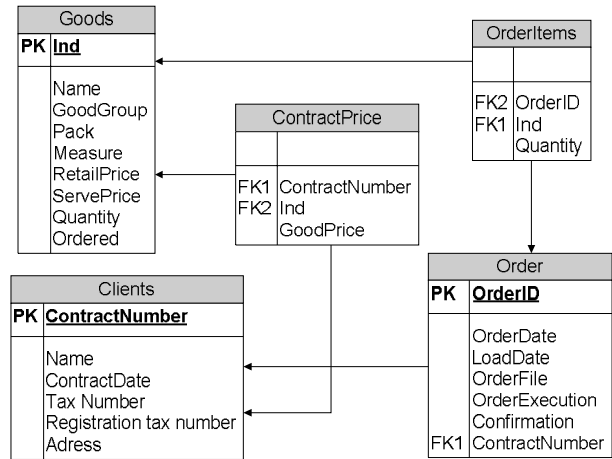 Goods
PK Ind
Name
GoodGroup
Pack
Measure
RetailPrice
ServePrice
Quantity
Ordered
OrderItems
FK2 OrderID
FK1 Ind
Quantity
ContractPrice
FK1 ContractNumber
FK2 Ind
GoodPrice
Clients
PK ContractNumber
Name
ContractDate
Tax Number
Registration tax number
Adress
Order
PK OrderID
OrderDate
LoadDate
OrderFile
OrderExecution
Confirmation
FK1 ContractNumber